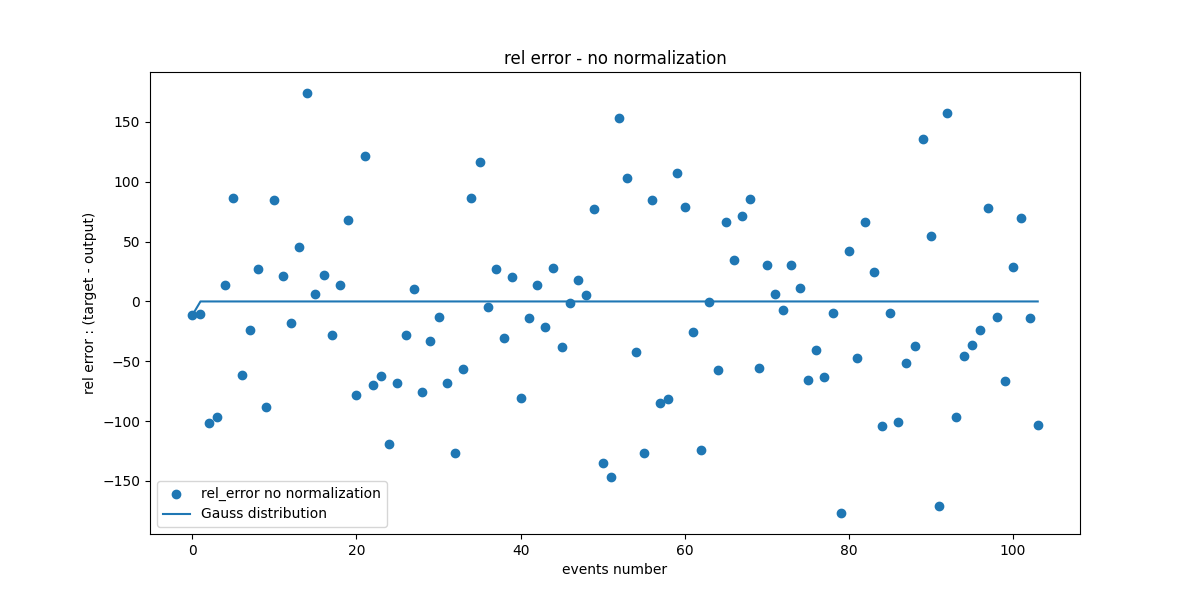 rel error - no normalization
rel error : (target - output)
150
100
50
0
−50
−100
−150
rel_error no normalization
Gauss distribution
0 20 40 60 80 100
events number